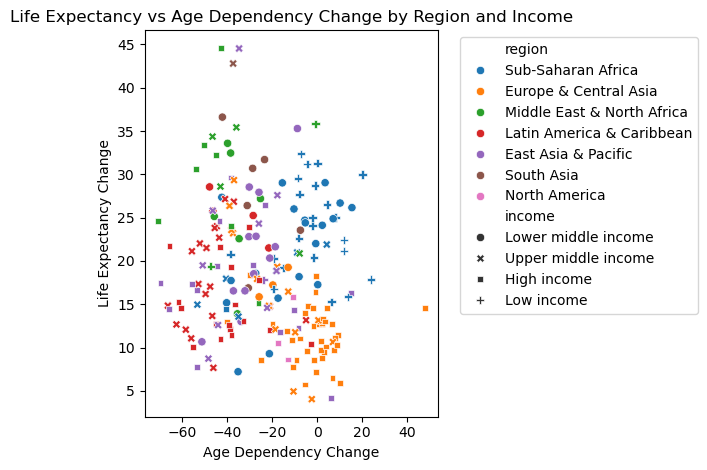 Life Expectancy vs Age Dependency Change by Region and Income
45
40
35
30
25
20
15
10
5
Life Expectancy Change
−60
−40
−20
0
20
40
Age Dependency Change
region
Sub-Saharan Africa
Europe & Central Asia
Middle East & North Africa
Latin America & Caribbean
East Asia & Pacific
South Asia
North America
income
Lower middle income
Upper middle income
High income
Low income